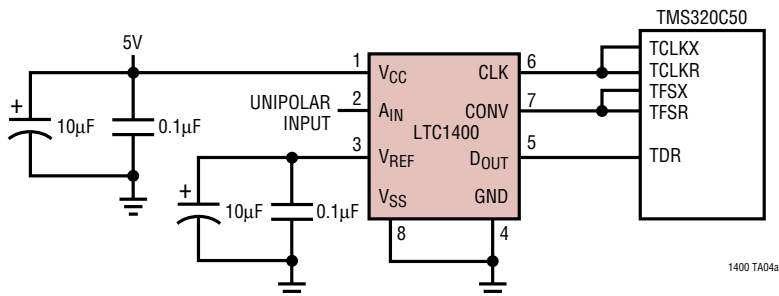 TMS320C50
5V
1
VCC
CLK
6
TCLKX
TCLKR
+
10µF
0.1µF
UNIPOLAR
INPUT
2
AIN
CONV
7
TFSX
TFSR
LTC1400
3
VREF
DOUT
5
TDR
+
10µF
0.1µF
VSS
GND
8
4
1400 TA04a